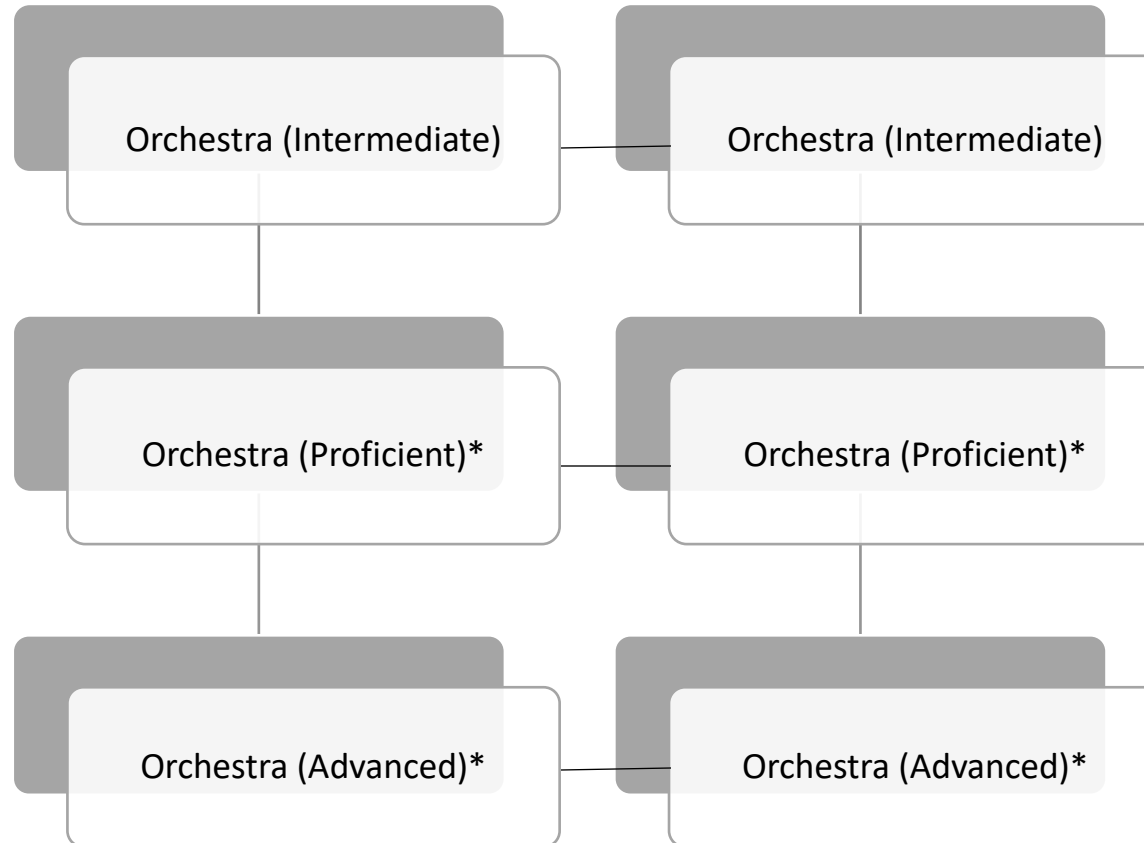 Orchestra (Intermediate)
Orchestra (Intermediate)
Orchestra (Proficient)*
Orchestra (Proficient)*
Orchestra (Advanced)*
Orchestra (Advanced)*